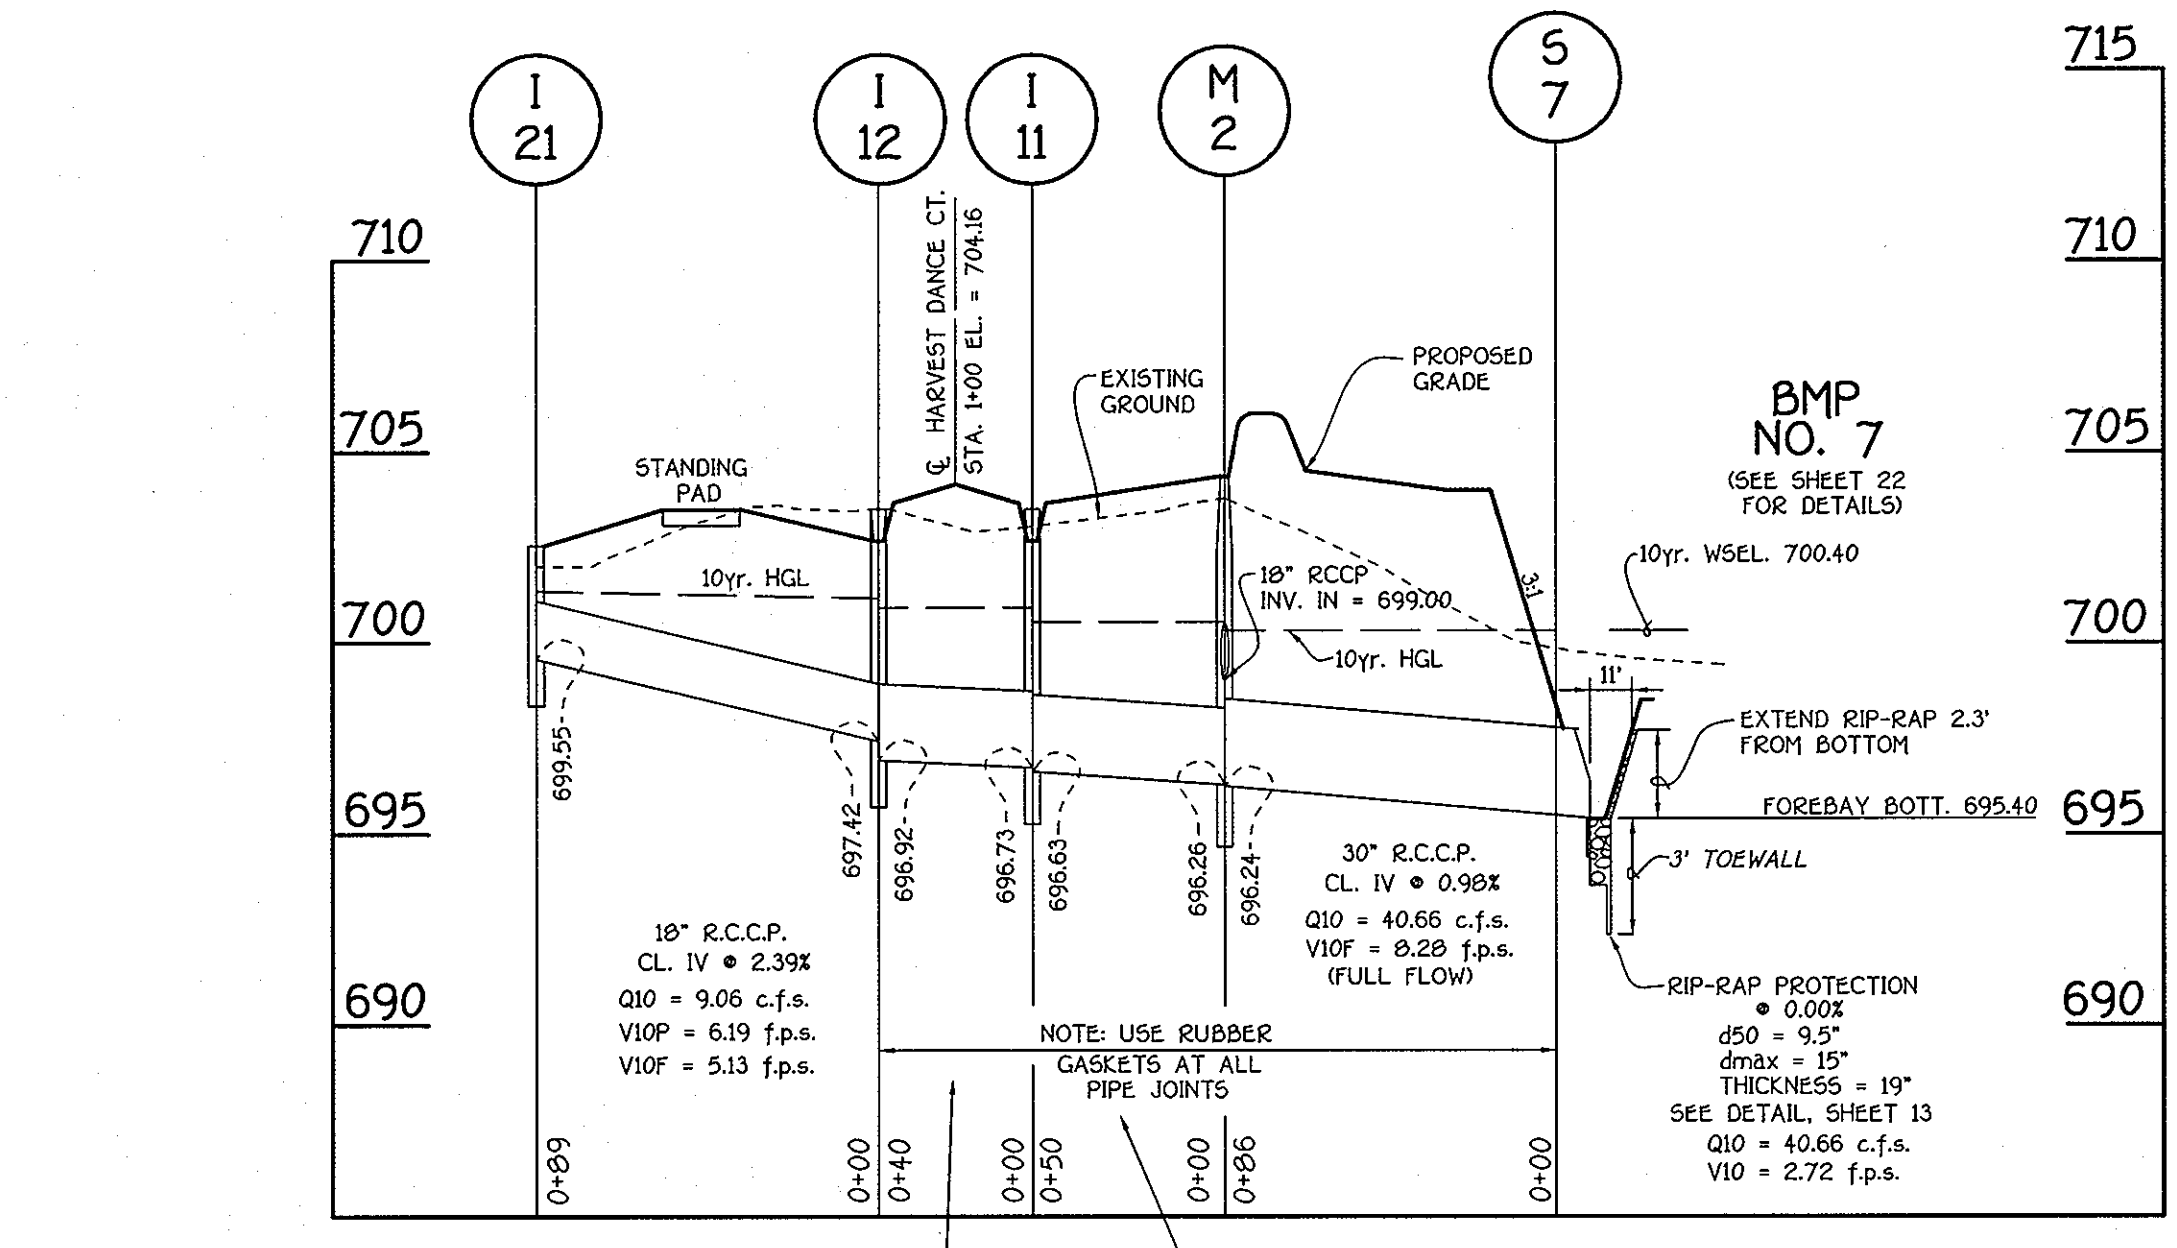 I
21
I
12
I
11
M
2
S
7
715
710
710
705
705
700
700
695
695
690
690
℄ HARVEST DANCE CT.
STA. 1+00 EL. = 704.16
STANDING
PAD
EXISTING
GROUND
PROPOSED
GRADE
BMP
NO. 7
(SEE SHEET 22
FOR DETAILS)
10yr. WSEL. 700.40
10yr. HGL
18" RCCP
INV. IN = 699.00
3:1
10yr. HGL
11'
EXTEND RIP-RAP 2.3'
FROM BOTTOM
FOREBAY BOTT. 695.40
3' TOEWALL
699.55
697.42
696.92
696.73
696.63
696.26
696.24
18" R.C.C.P.
CL. IV @ 2.39%
Q10 = 9.06 c.f.s.
V10P = 6.19 f.p.s.
V10F = 5.13 f.p.s.
30" R.C.C.P.
CL. IV @ 0.98%
Q10 = 40.66 c.f.s.
V10F = 8.28 f.p.s.
(FULL FLOW)
NOTE: USE RUBBER
GASKETS AT ALL
PIPE JOINTS
RIP-RAP PROTECTION
@ 0.00%
d50 = 9.5"
dmax = 15"
THICKNESS = 19"
SEE DETAIL, SHEET 13
Q10 = 40.66 c.f.s.
V10 = 2.72 f.p.s.
0+89
0+00
0+40
0+00
0+50
0+00
0+86
0+00